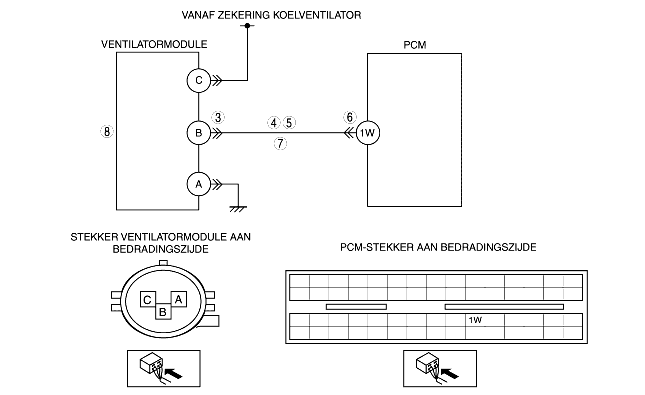 VANAF ZEKERING KOELVENTILATOR
VENTILATORMODULE
PCM
C
3
4 5
6
8
B
1W
7
A
STEKKER VENTILATORMODULE AAN
BEDRADINGSZIJDE
PCM-STEKKER AAN BEDRADINGSZIJDE
C
A
B
1W